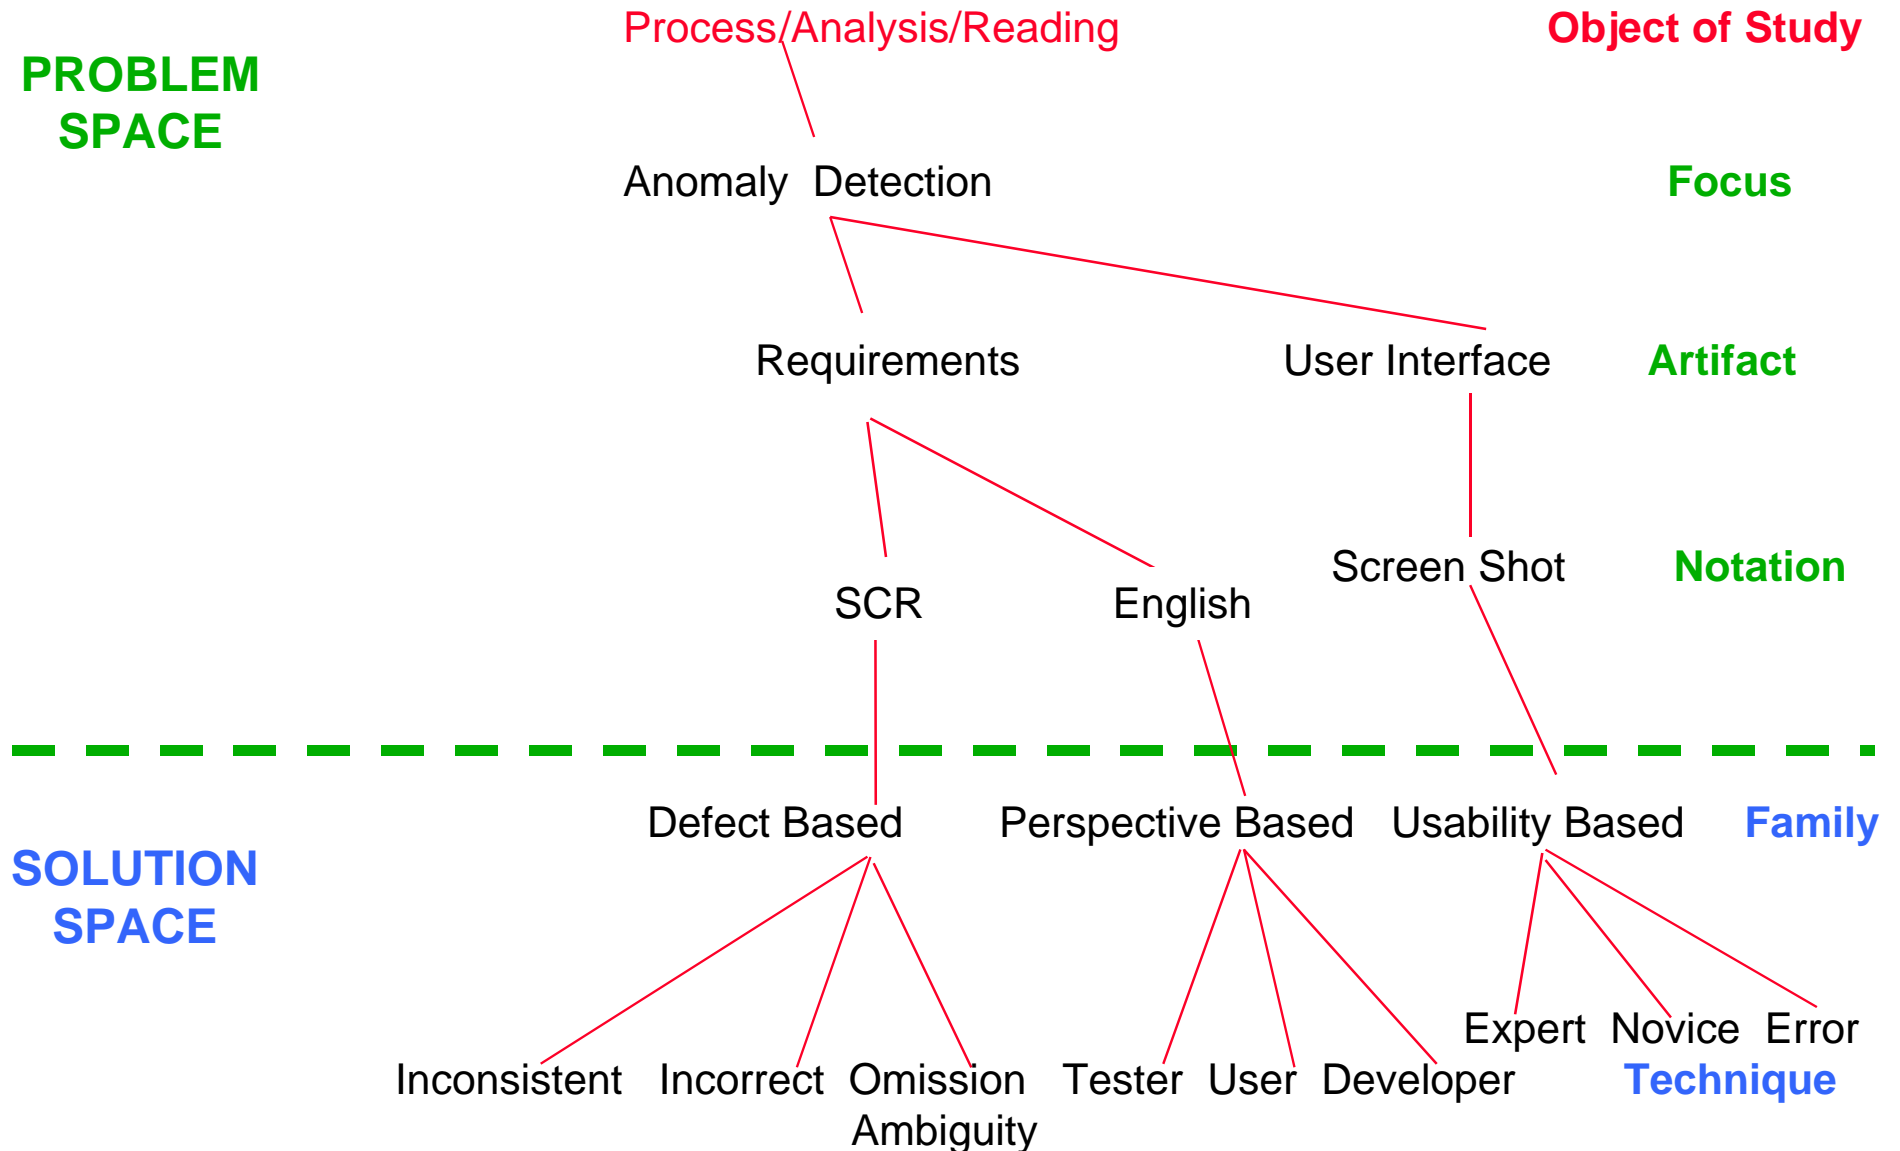 Process/Analysis/Reading
Object of Study
PROBLEM
SPACE
Anomaly Detection
Focus
Requirements
User Interface
Artifact
Screen Shot
Notation
SCR
English
Defect Based
Perspective Based
Usability Based
Family
SOLUTION
SPACE
Expert Novice Error
Inconsistent Incorrect Omission
Ambiguity
Tester User Developer
Technique